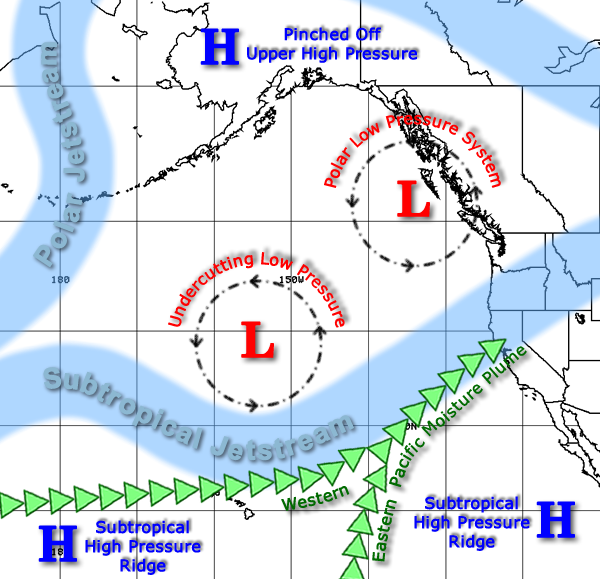 H
Pinched Off
Upper High Pressure
Polar Jetstream
Polar Low Pressure System
L
180
150W
Undercutting Low Pressure
L
Subtropical Jetstream
Western
Eastern
Pacific Moisture Plume
H
Subtropical
High Pressure
Ridge
Subtropical
High Pressure
Ridge
H